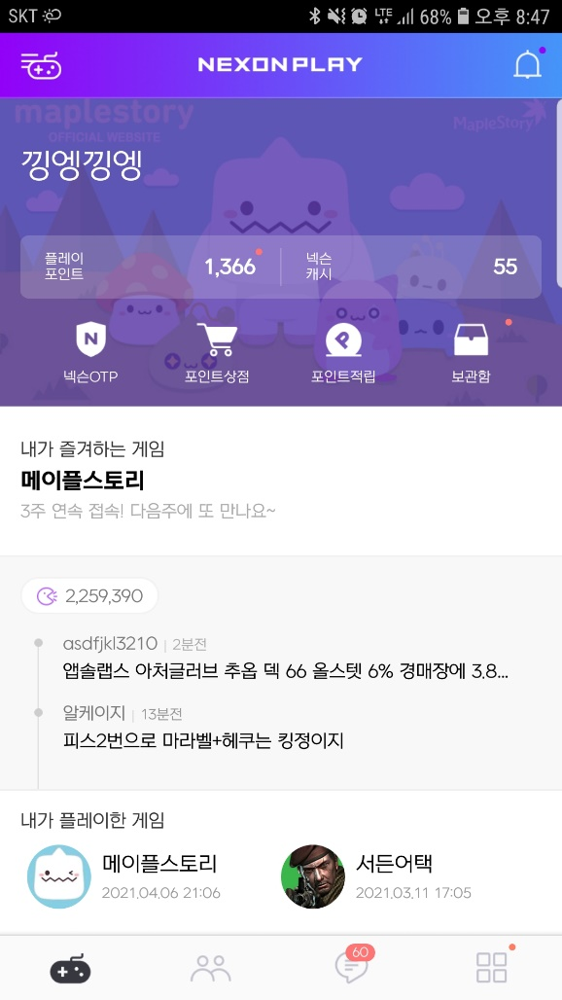 SKT LTE 68% 오후 8:47
NEXON PLAY
maplestory
OFFICIAL WEBSITE
MapleStory
낑엥낑엥
플레이
포인트
1,366
넥슨
캐시
55
N
넥슨OTP
포인트상점
포인트적립
보관함
내가 즐겨하는 게임
메이플스토리
3주 연속 접속! 다음주에 또 만나요~
2,259,390
asdfjkl3210 | 2분전
앱솔랩스 아처글러브 추옵 덱 66 올스텟 6% 경매장에 3.8...
알케이지 | 13분전
피스2번으로 마라벨+헤쿠는 킹정이지
내가 플레이한 게임
메이플스토리
2021.04.06 21:06
서든어택
2021.03.11 17:05
60